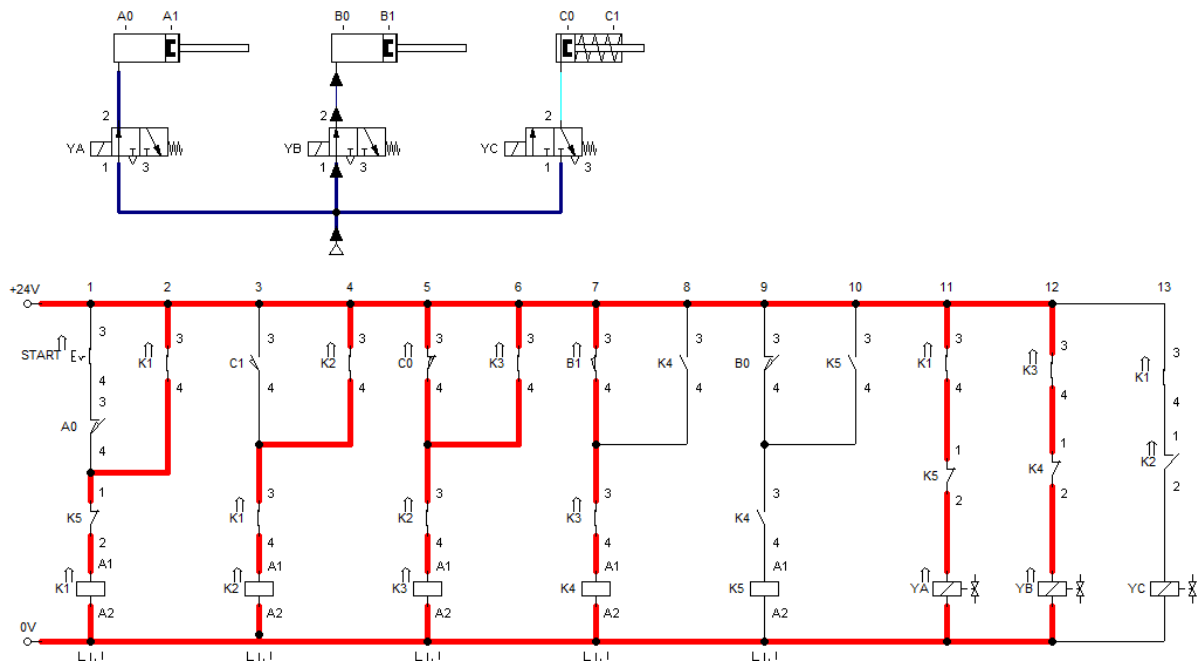 A0 A1 B0 B1 C0 C1
2 2 2
YA YB YC
1 3 1 3 1 3
+24V 1 2 3 4 5 6 7 8 9 10 11 12 13
3 3 3 3 3 3 3 3 3 3 3 3 3
START K1 C1 K2 C0 K3 B1 K4 B0 K5 K1 K3 K1
4 4 4 4 4 4 4 4 4 4 4 4 4
3
A0
4
1 1 1
K5 K4 K2
2 2 2
1 3 3 3 3
K5 K1 K2 K3 K4
2 4 4 4 4
A1 A1 A1 A1 A1
K1 K2 K3 K4 K5 YA YB YC
A2 A2 A2 A2 A2
0V